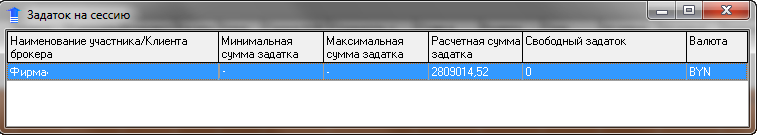 Задаток на сессию
Наименование участника/Клиента брокера Минимальная сумма задатка Максимальная сумма задатка Расчетная сумма задатка Свободный задаток Валюта
Фирма - - 2809014,52 0 BYN